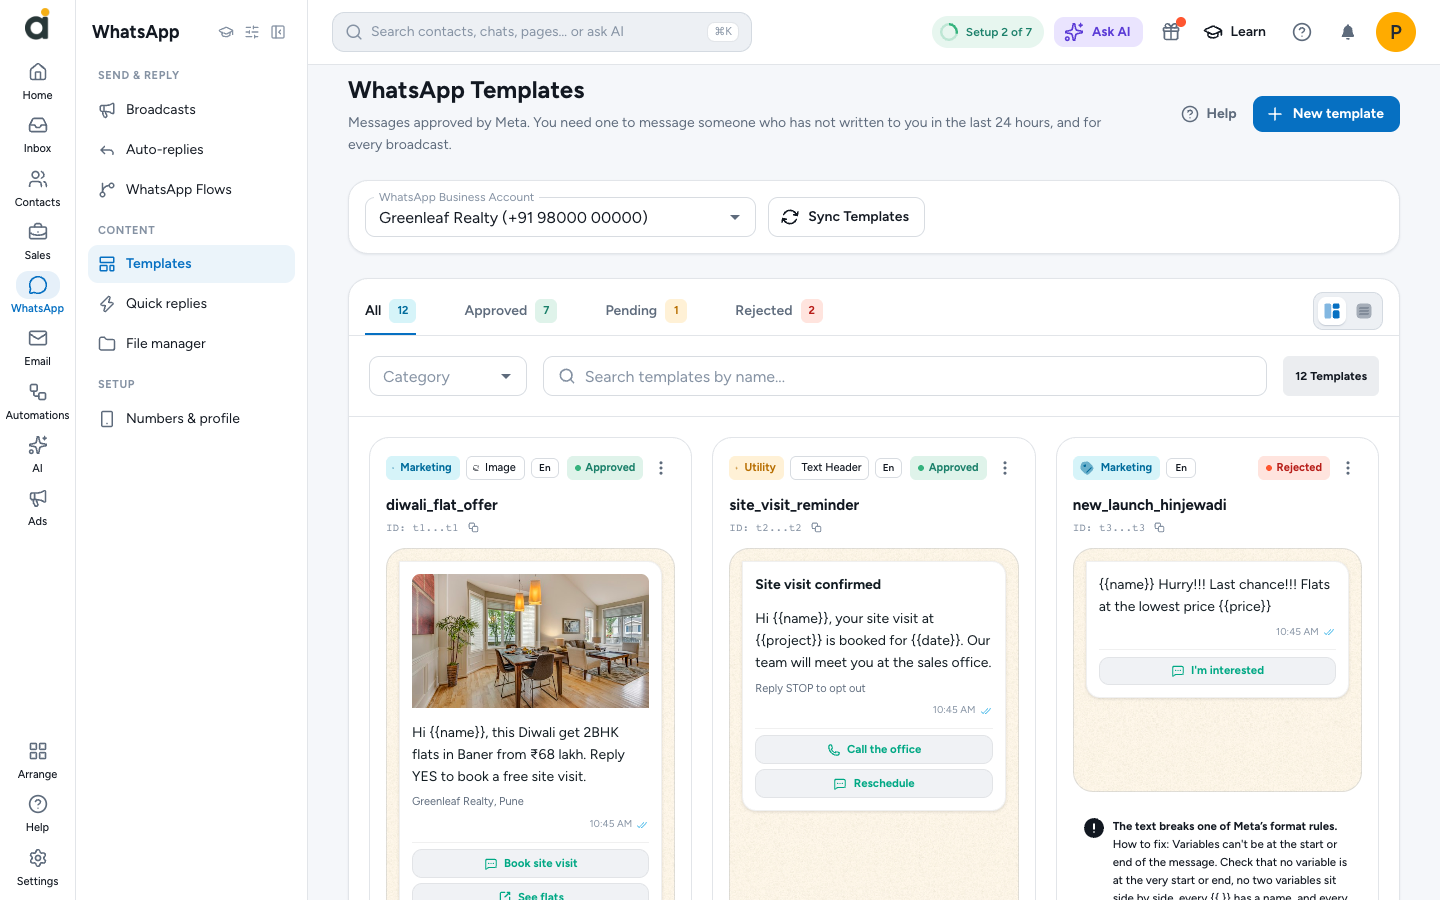 Home
Inbox
Contacts
Sales
WhatsApp
Email
Automations
AI
Ads
Arrange
Help
Settings
WhatsApp
SEND & REPLY
Broadcasts
Auto-replies
WhatsApp Flows
CONTENT
Templates
Quick replies
File manager
SETUP
Numbers & profile
Search contacts, chats, pages... or ask AI
⌘K
Setup 2 of 7
Ask AI
Learn
P
WhatsApp Templates
Messages approved by Meta. You need one to message someone who has not written to you in the last 24 hours, and for
every broadcast.
Help
New template
WhatsApp Business Account
Greenleaf Realty (+91 98000 00000)
Sync Templates
All 12
Approved 7
Pending 1
Rejected 2
Category
Search templates by name...
12 Templates
Marketing Image En Approved
diwali_flat_offer
ID: t1...t1
Hi {{name}}, this Diwali get 2BHK
flats in Baner from ₹68 lakh. Reply
YES to book a free site visit.
Greenleaf Realty, Pune
10:45 AM
Book site visit
See flats
Utility Text Header En Approved
site_visit_reminder
ID: t2...t2
Site visit confirmed
Hi {{name}}, your site visit at
{{project}} is booked for {{date}}. Our
team will meet you at the sales office.
Reply STOP to opt out
10:45 AM
Call the office
Reschedule
Marketing En Rejected
new_launch_hinjewadi
ID: t3...t3
{{name}} Hurry!!! Last chance!!! Flats
at the lowest price {{price}}
10:45 AM
I'm interested
The text breaks one of Meta's format rules.
How to fix: Variables can't be at the start or
end of the message. Check that no variable is
at the very start or end, no two variables sit
side by side, every {{ }} has a name, and every